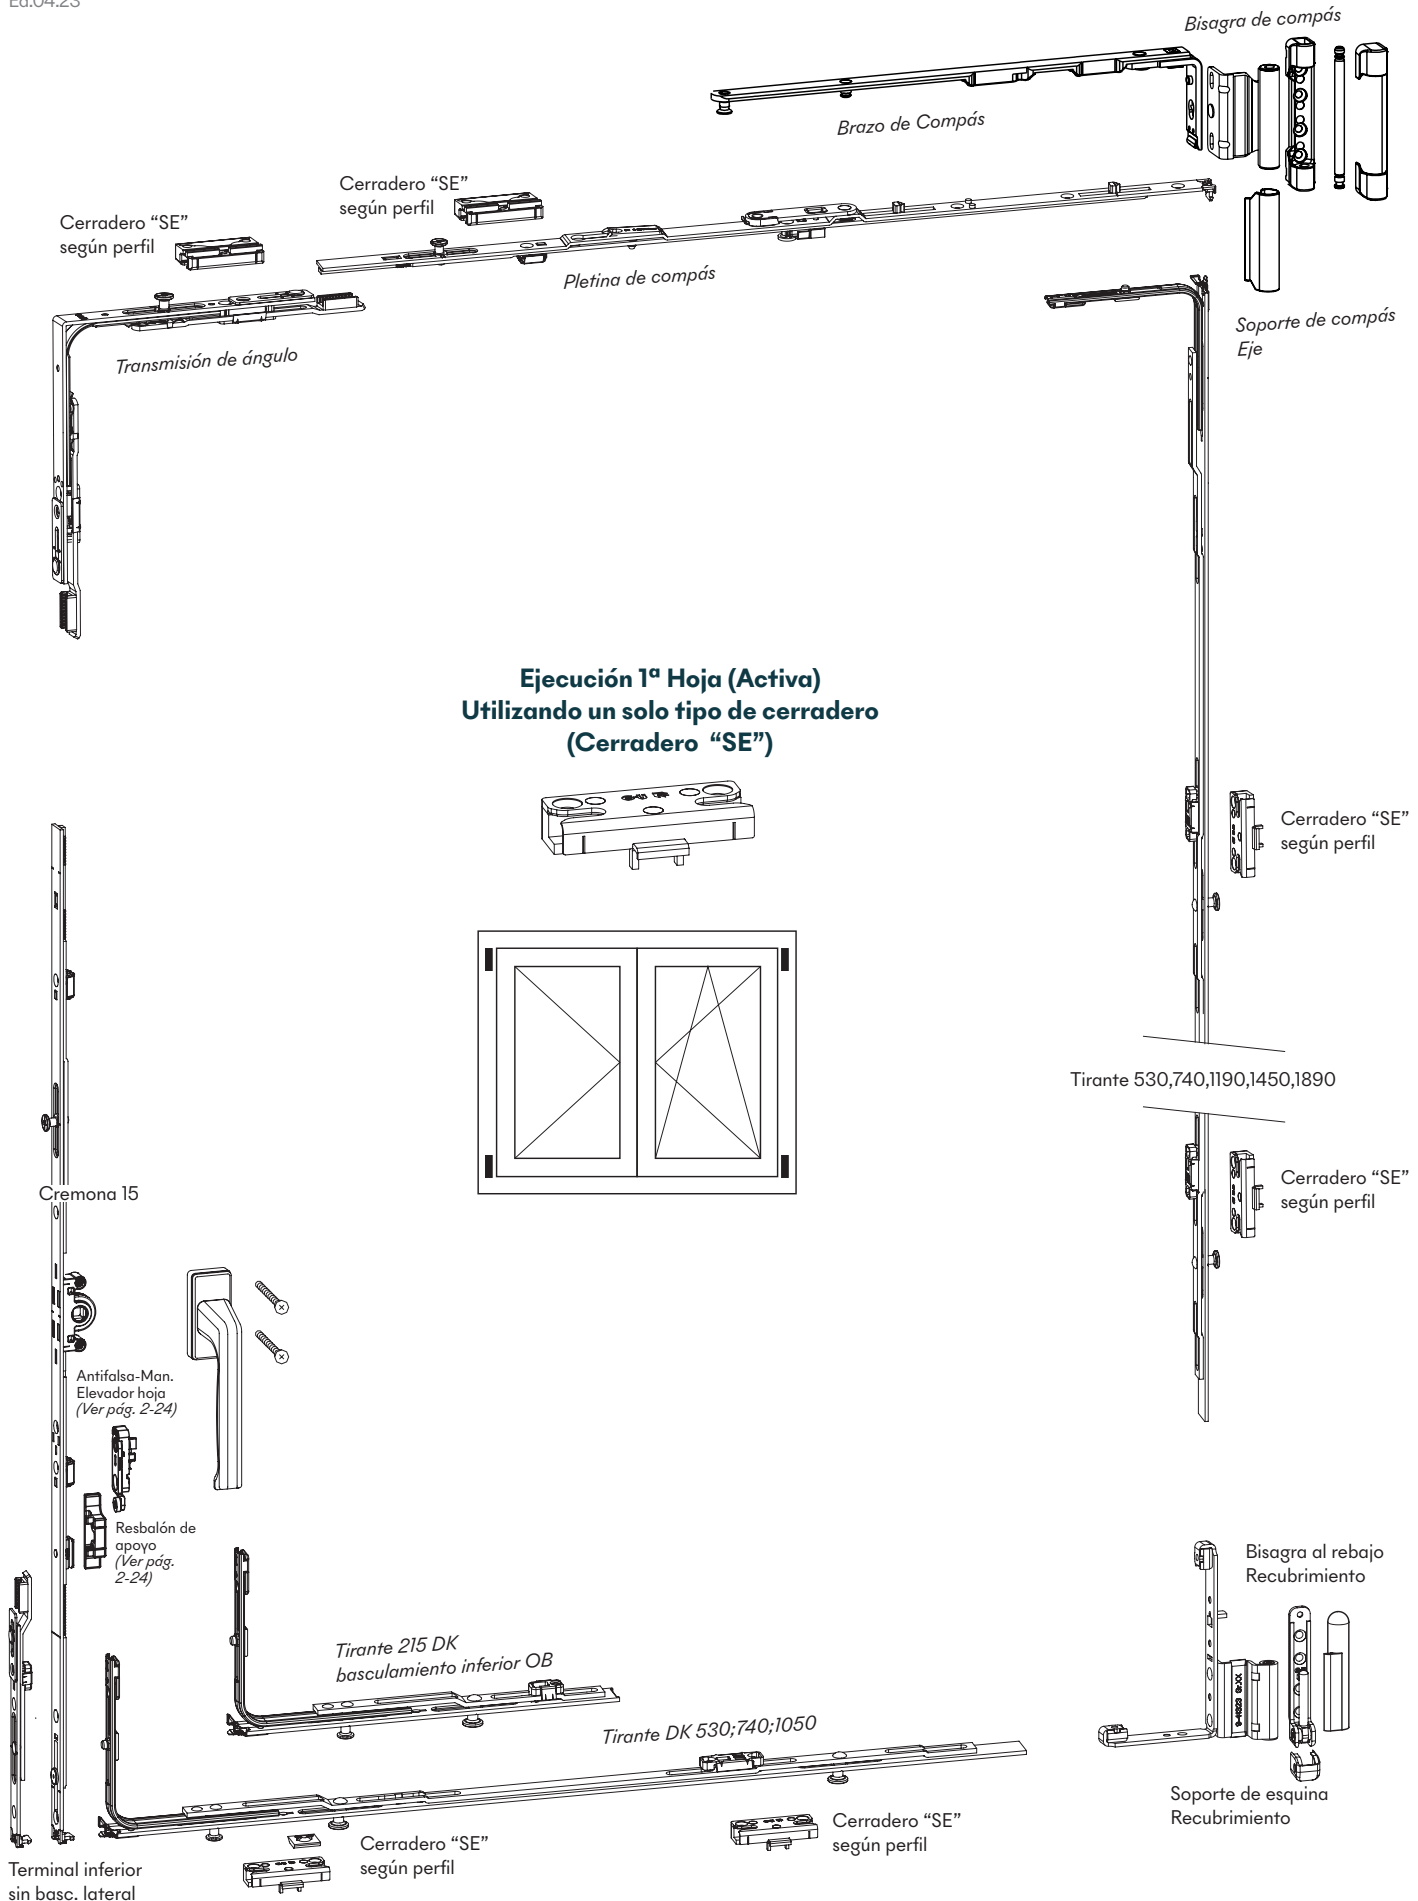 Ed.04.23
Bisagra de compás
Brazo de Compás
Cerradero “SE”
según perfil
Cerradero “SE”
según perfil
Pletina de compás
Soporte de compás
Eje
Transmisión de ángulo
Ejecución 1ª Hoja (Activa)
Utilizando un solo tipo de cerradero
(Cerradero “SE”)
Cerradero “SE”
según perfil
Tirante 530,740,1190,1450,1890
Cerradero “SE”
según perfil
Cremona 15
Antifalsa-Man.
Elevador hoja
(Ver pág. 2-24)
Resbalón de
apoyo
(Ver pág.
2-24)
Bisagra al rebajo
Recubrimiento
Tirante 215 DK
basculamiento inferior OB
Tirante DK 530;740;1050
Soporte de esquina
Recubrimiento
Cerradero “SE”
según perfil
Cerradero “SE”
según perfil
Terminal inferior
sin basc. lateral